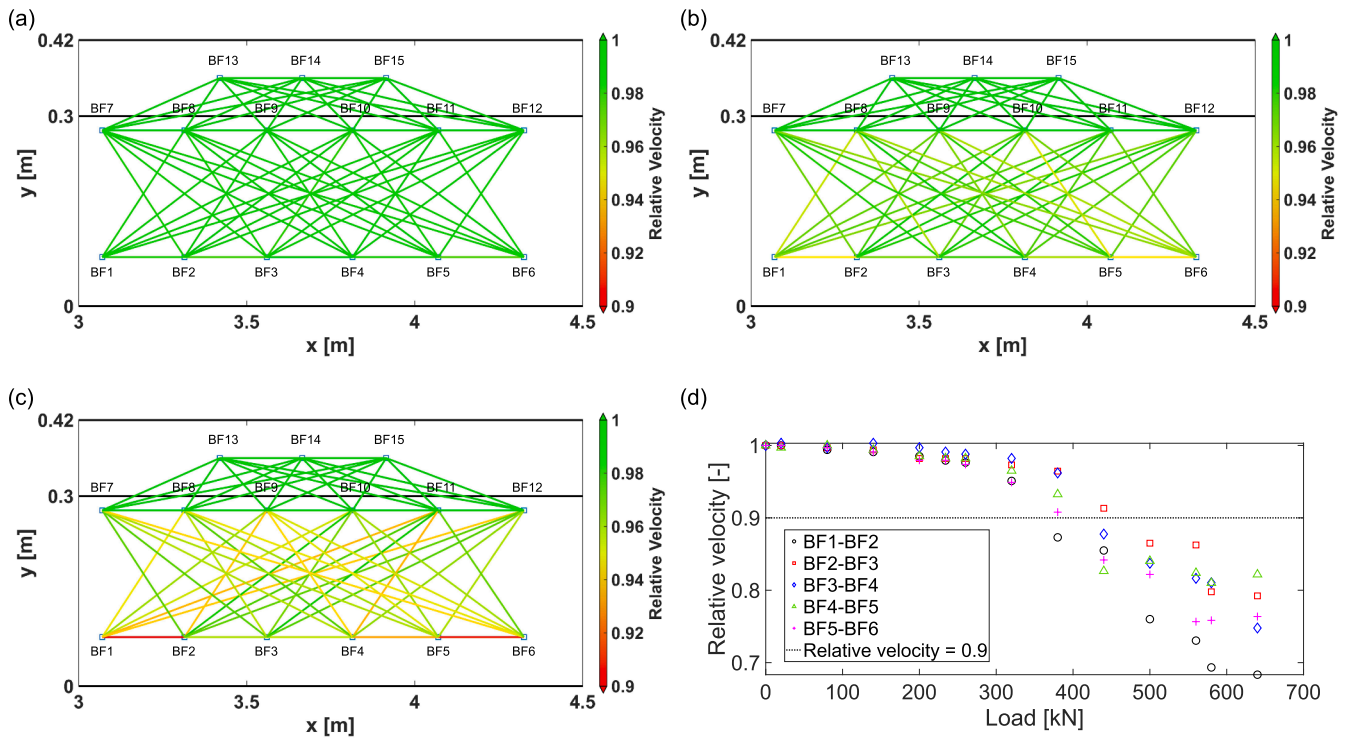 (a)
0.42
0.3
0
y [m]
BF13 BF14 BF15
BF7 BF8 BF9 BF10 BF11 BF12
BF1 BF2 BF3 BF4 BF5 BF6
3 3.5 4 4.5
x [m]
1
0.98
0.96
0.94
0.92
0.9
Relative Velocity
(b)
0.42
0.3
0
y [m]
BF13 BF14 BF15
BF7 BF8 BF9 BF10 BF11 BF12
BF1 BF2 BF3 BF4 BF5 BF6
3 3.5 4 4.5
x [m]
1
0.98
0.96
0.94
0.92
0.9
Relative Velocity
(c)
0.42
0.3
0
y [m]
BF13 BF14 BF15
BF7 BF8 BF9 BF10 BF11 BF12
BF1 BF2 BF3 BF4 BF5 BF6
3 3.5 4 4.5
x [m]
1
0.98
0.96
0.94
0.92
0.9
Relative Velocity
(d)
1
0.9
0.8
0.7
Relative velocity [-]
BF1-BF2
BF2-BF3
BF3-BF4
BF4-BF5
BF5-BF6
Relative velocity = 0.9
0 100 200 300 400 500 600 700
Load [kN]